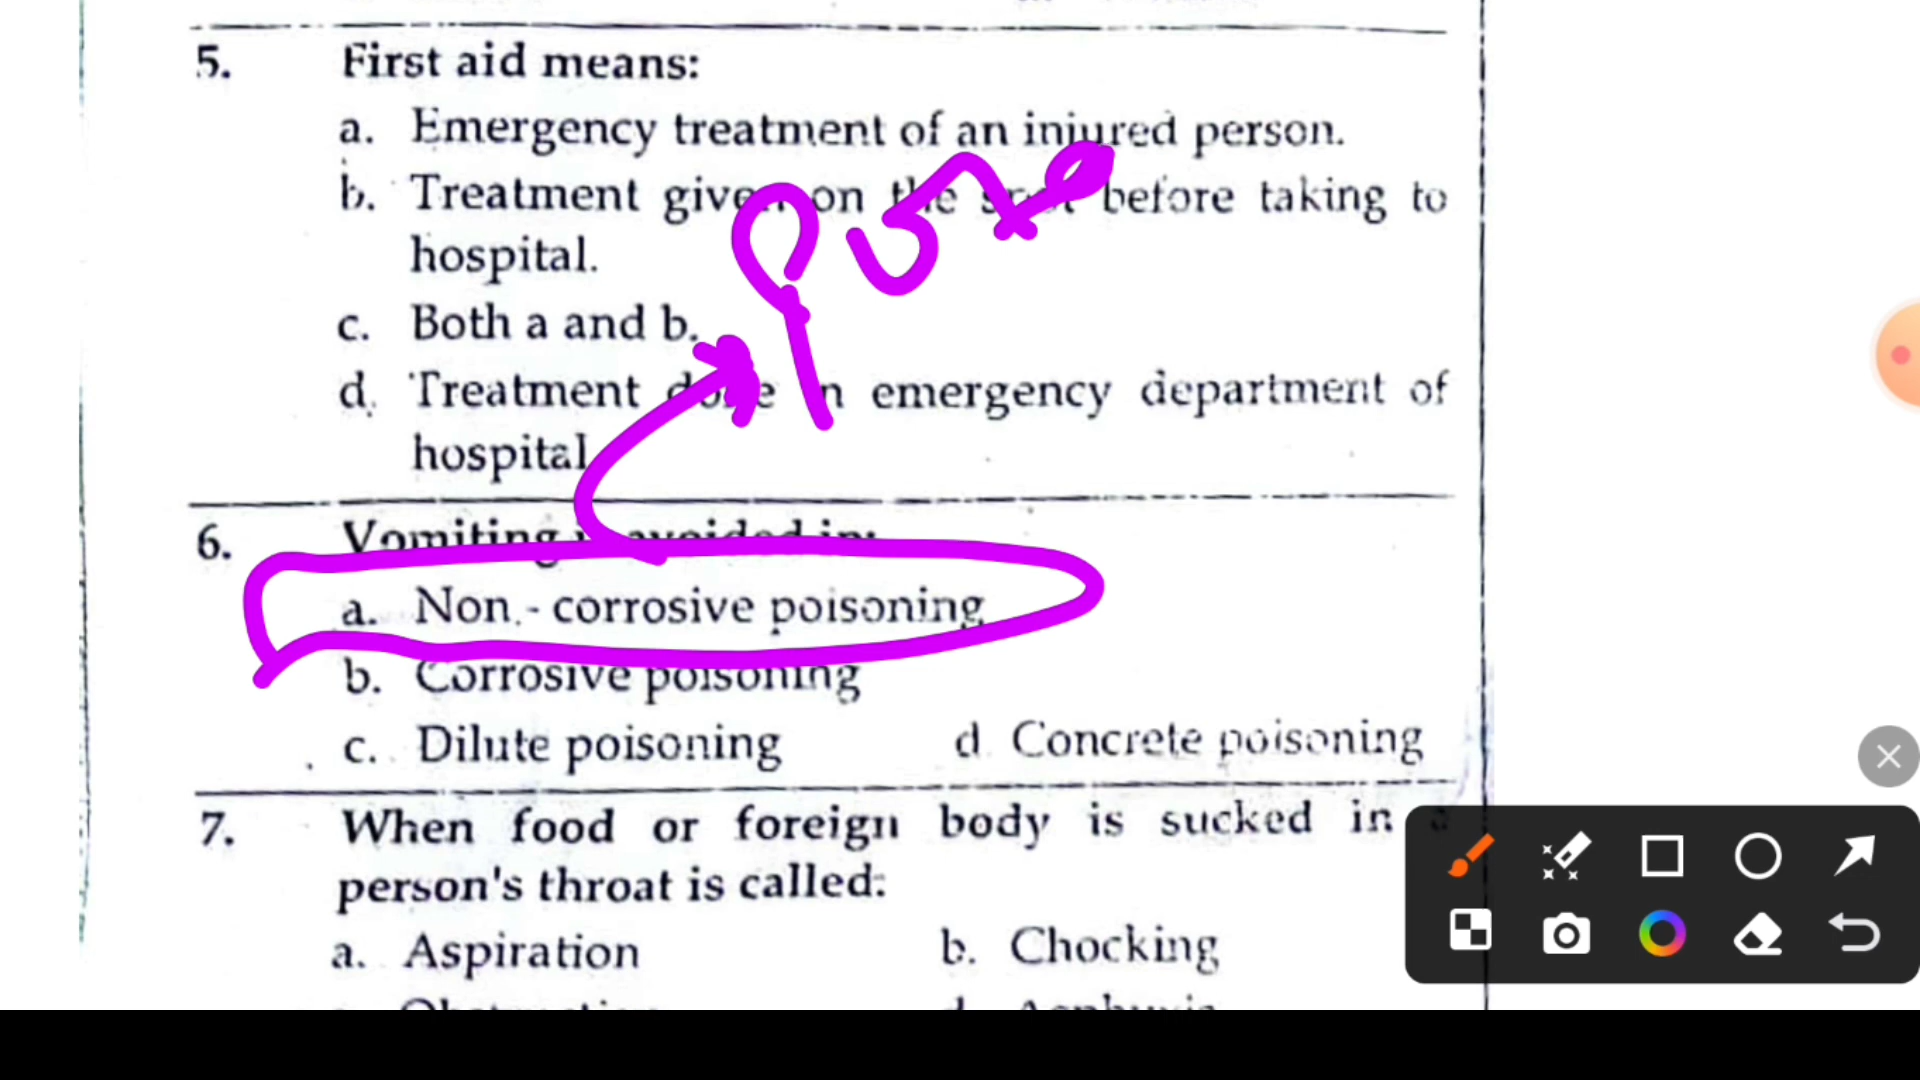 5. First aid means:
a. Emergency treatment of an injured person.
b. Treatment given on the spot before taking to
hospital.
c. Both a and b.
d. Treatment done in emergency department of
hospital
6. Vomiting is avoided in:
a. Non - corrosive poisoning
b. Corrosive poisoning
c. Dilute poisoning d. Concrete poisoning
7. When food or foreign body is sucked in a
person's throat is called:
a. Aspiration b. Chocking
Obstruction d. Asphyxia